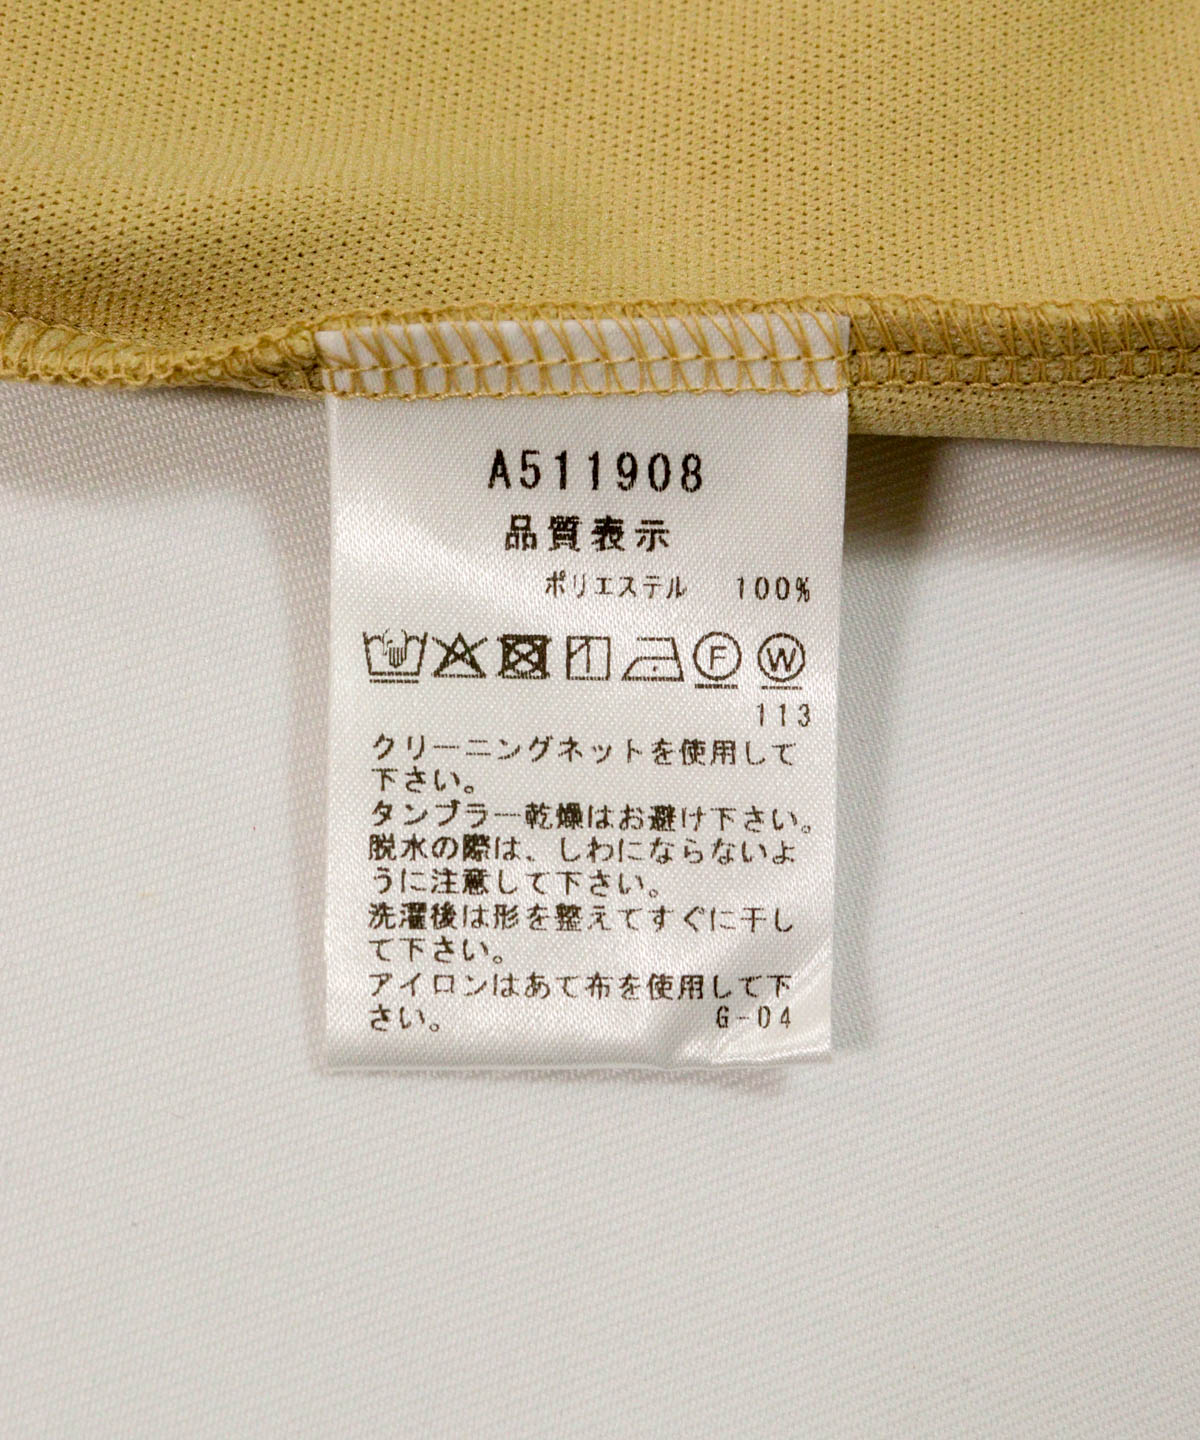 A511908
品質表示
ポリエステル 100%
F W
113
クリーニングネットを使用して
下さい。
タンブラー乾燥はお避け下さい。
脱水の際は、しわにならないよ
うに注意して下さい。
洗濯後は形を整えてすぐに干し
て下さい。
アイロンはあて布を使用して下
さい。 G-04